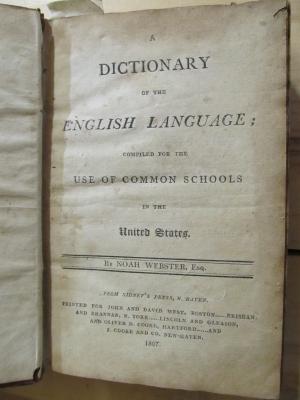 A
DICTIONARY
OF THE
ENGLISH LANGUAGE;
COMPILED FOR THE
USE OF COMMON SCHOOLS
IN THE
United States.
By NOAH WEBSTER, Esq.
FROM SIDNEY'S PRESS, N. HAVEN.
PRINTED FOR JOHN AND DAVID WEST, BOSTON.....BRISBAN
AND BRANNAN, N. YORK.....LINCOLN AND GLEASON,
AND OLIVER D. COOKE, HARTFORD.....AND
I. COOKE AND CO. NEW-HAVEN.
1807.